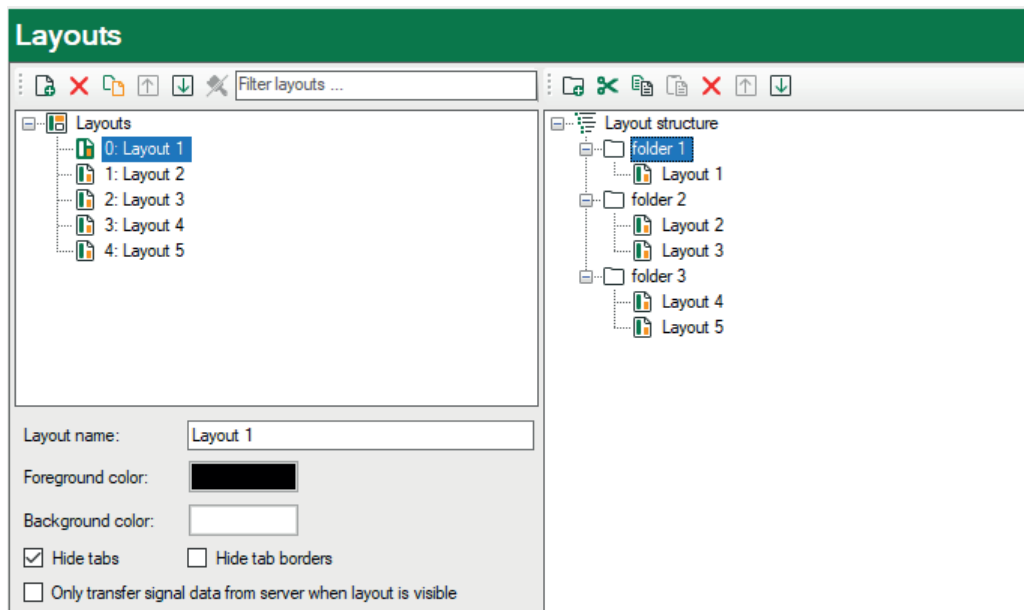 Layouts
Filter layouts ...
Layouts
0: Layout 1
1: Layout 2
2: Layout 3
3: Layout 4
4: Layout 5
Layout name:
Layout 1
Foreground color:
Background color:
Hide tabs
Hide tab borders
Only transfer signal data from server when layout is visible
Layout structure
folder 1
Layout 1
folder 2
Layout 2
Layout 3
folder 3
Layout 4
Layout 5